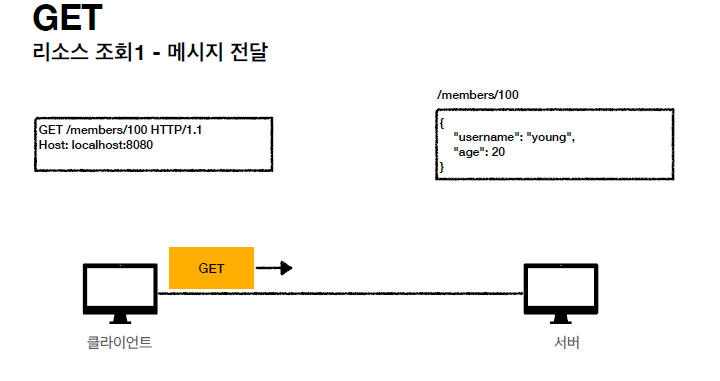 GET
리소스 조회1 - 메시지 전달
GET /members/100 HTTP/1.1
Host: localhost:8080
/members/100
{
"username": "young",
"age": 20
}
GET
클라이언트
서버